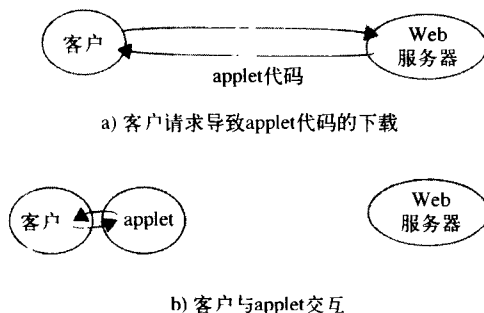 客户
Web
服务器
applet代码
a) 客户请求导致applet代码的下载
客户
applet
Web
服务器
b) 客户与applet交互